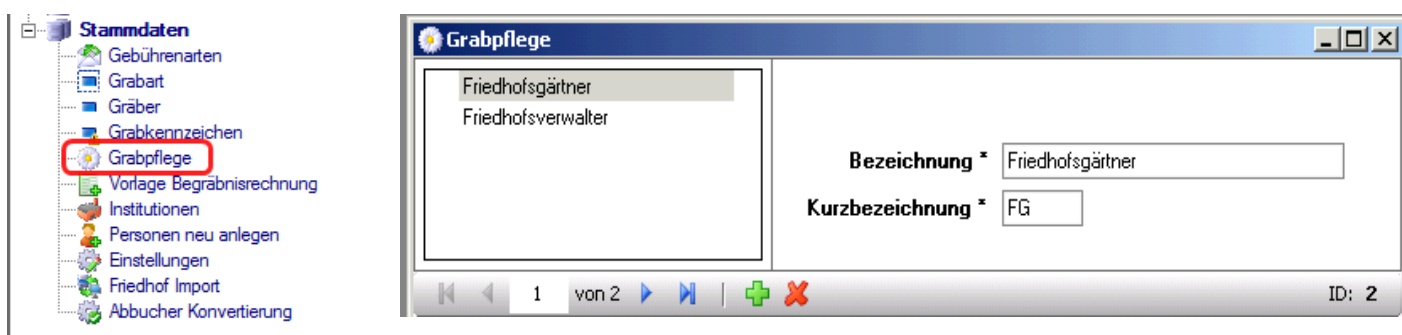 Stammdaten
Gebührenarten
Grabart
Gräber
Grabkennzeichen
Grabpflege
Vorlage Begräbnisrechnung
Institutionen
Personen neu anlegen
Einstellungen
Friedhof Import
Abbucher Konvertierung
Grabpflege
Friedhofsgärtner
Friedhofsverwalter
Bezeichnung * Friedhofsgärtner
Kurzbezeichnung * FG
1 von 2 ID: 2